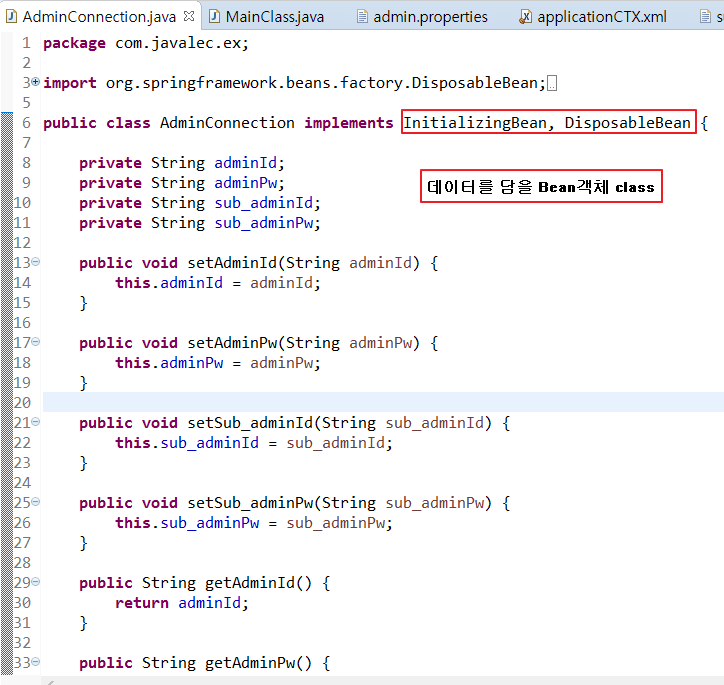 AdminConnection.java MainClass.java admin.properties applicationCTX.xml
1 package com.javalec.ex;
2
3 import org.springframework.beans.factory.DisposableBean;
5
6 public class AdminConnection implements InitializingBean, DisposableBean {
7
8 private String adminId;
9 private String adminPw;
데이터를 담을 Bean객체 class
10 private String sub_adminId;
11 private String sub_adminPw;
12
13 public void setAdminId(String adminId) {
14 this.adminId = adminId;
15 }
16
17 public void setAdminPw(String adminPw) {
18 this.adminPw = adminPw;
19 }
20
21 public void setSub_adminId(String sub_adminId) {
22 this.sub_adminId = sub_adminId;
23 }
24
25 public void setSub_adminPw(String sub_adminPw) {
26 this.sub_adminPw = sub_adminPw;
27 }
28
29 public String getAdminId() {
30 return adminId;
31 }
32
33 public String getAdminPw() {